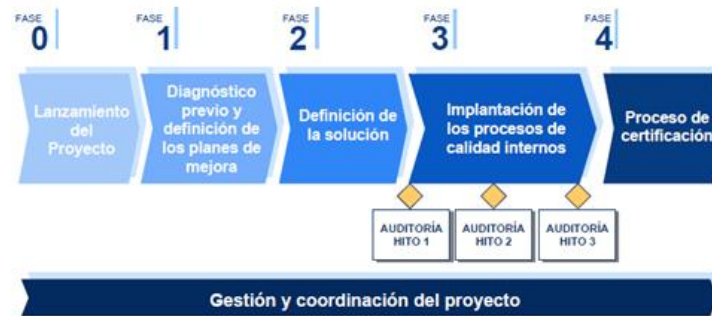 FASE
0
FASE
1
FASE
2
FASE
3
FASE
4
Lanzamiento
del
Proyecto
Diagnóstico
previo y
definición de
los planes de
mejora
Definición de
la solución
Implantación de
los procesos de
calidad internos
Proceso de
certificación
AUDITORÍA
HITO 1
AUDITORÍA
HITO 2
AUDITORÍA
HITO 3
Gestión y coordinación del proyecto